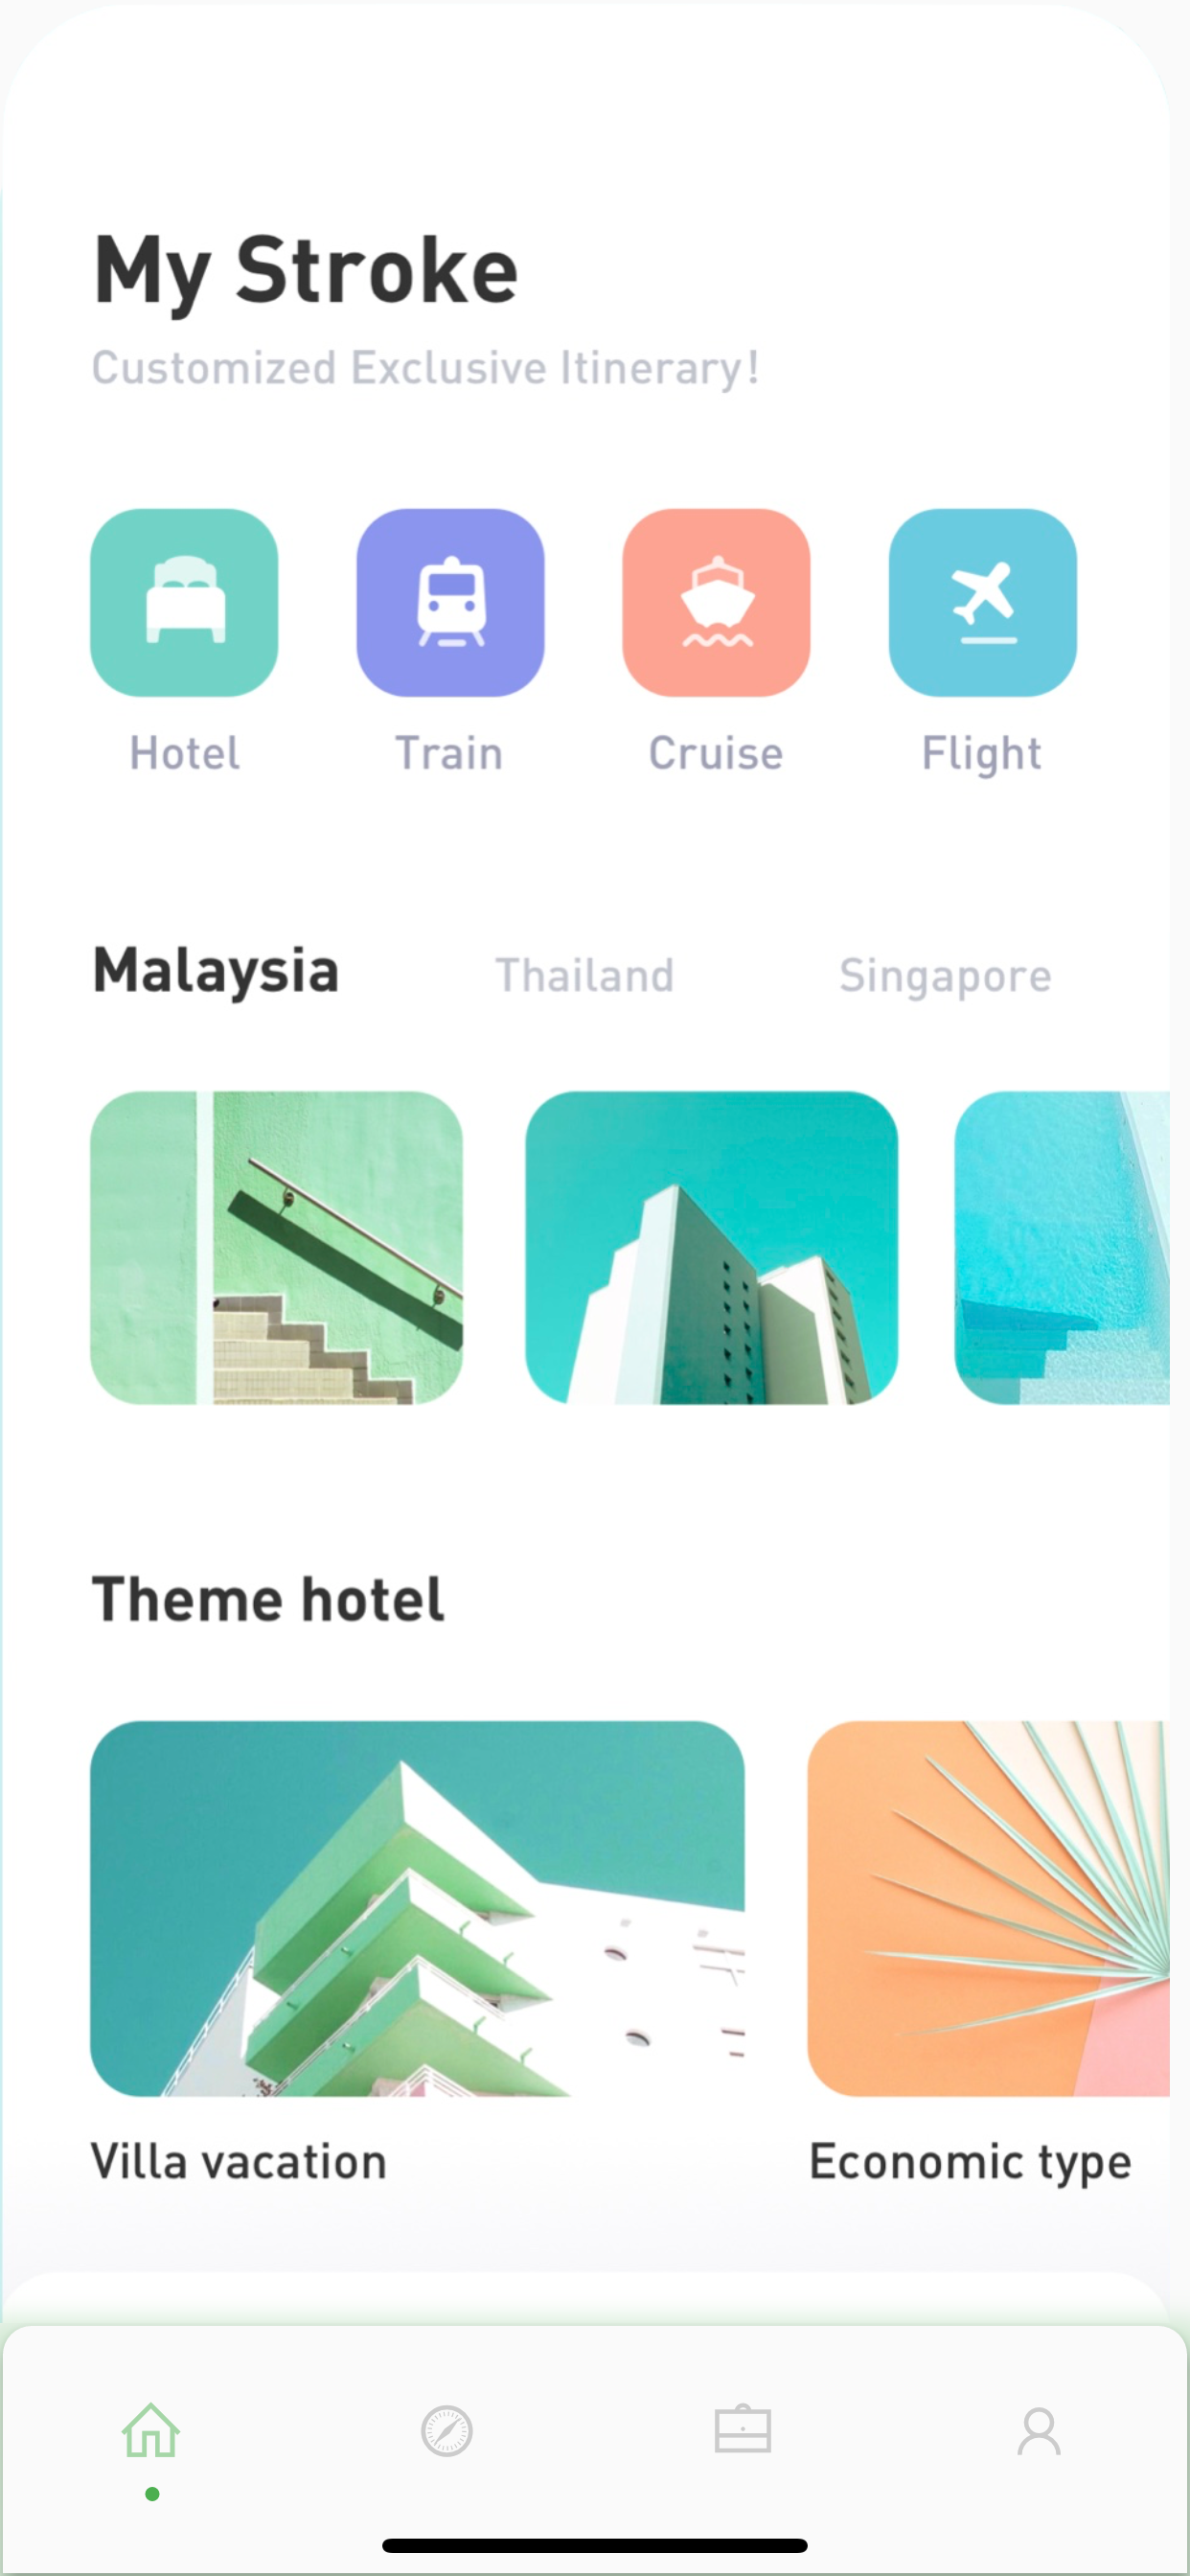 My Stroke
Customized Exclusive Itinerary!
Hotel Train Cruise Flight
Malaysia Thailand Singapore
Theme hotel
Villa vacation Economic type